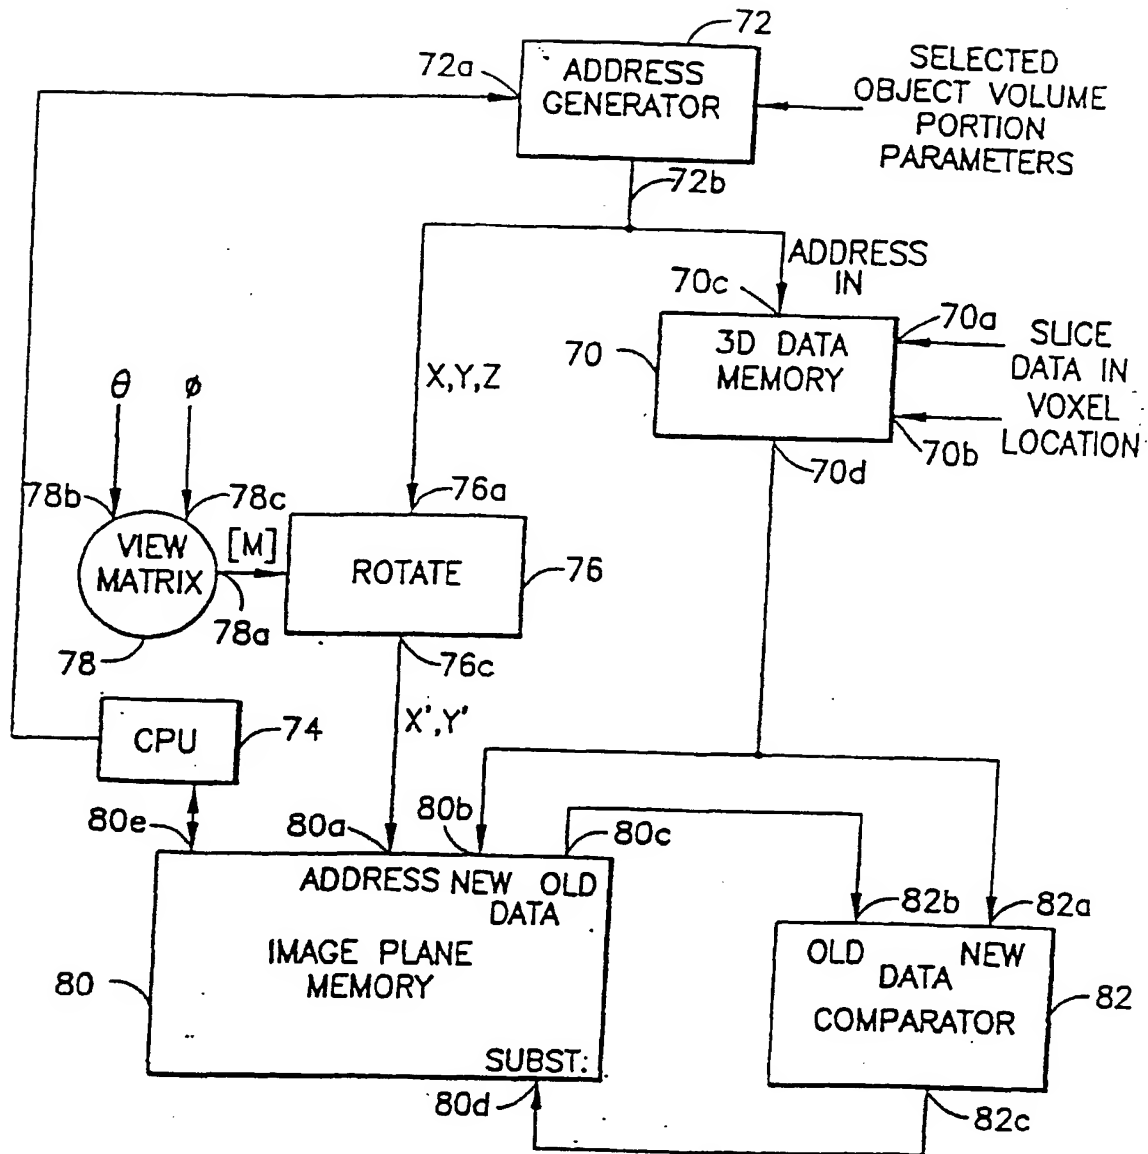 72
72a
ADDRESS
GENERATOR
SELECTED
OBJECT VOLUME
PORTION
PARAMETERS
72b
ADDRESS
IN
70c
70a
70
3D DATA
MEMORY
SLICE
DATA IN
VOXEL
LOCATION
70b
70d
X,Y,Z
θ
ø
78b
78c
76a
VIEW
MATRIX
[M]
ROTATE
76
78a
78
76c
CPU
74
X',Y'
80e
80a
80b
80c
ADDRESS NEW OLD
DATA
82b
82a
IMAGE PLANE
MEMORY
80
OLD NEW
DATA
COMPARATOR
82
SUBST:
80d
82c